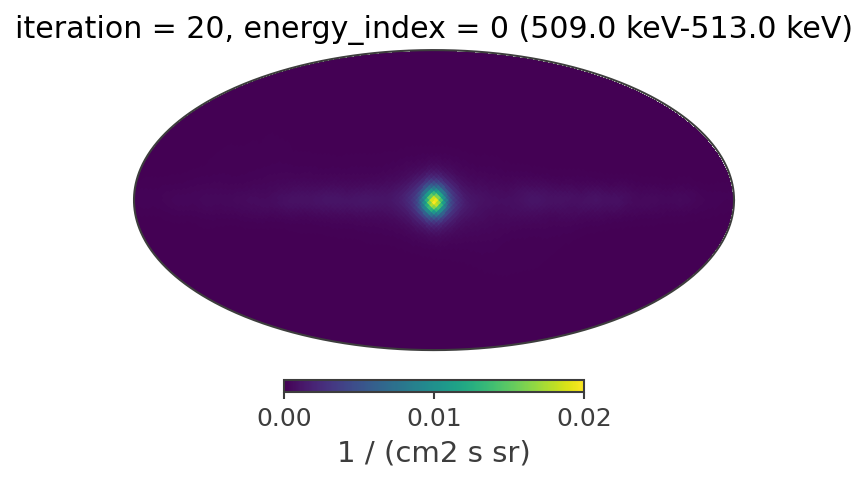 iteration = 20, energy_index = 0 (509.0 keV-513.0 keV)
0.00 0.01 0.02
1 / (cm2 s sr)